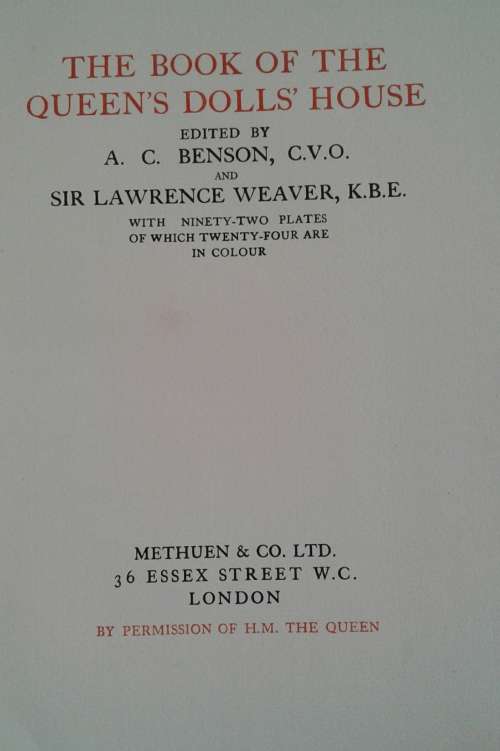 THE BOOK OF THE
QUEEN'S DOLLS' HOUSE
EDITED BY
A. C. BENSON, C.V.O.
AND
SIR LAWRENCE WEAVER, K.B.E.
WITH NINETY-TWO PLATES
OF WHICH TWENTY-FOUR ARE
IN COLOUR
METHUEN & CO. LTD.
36 ESSEX STREET W.C.
LONDON
BY PERMISSION OF H.M. THE QUEEN